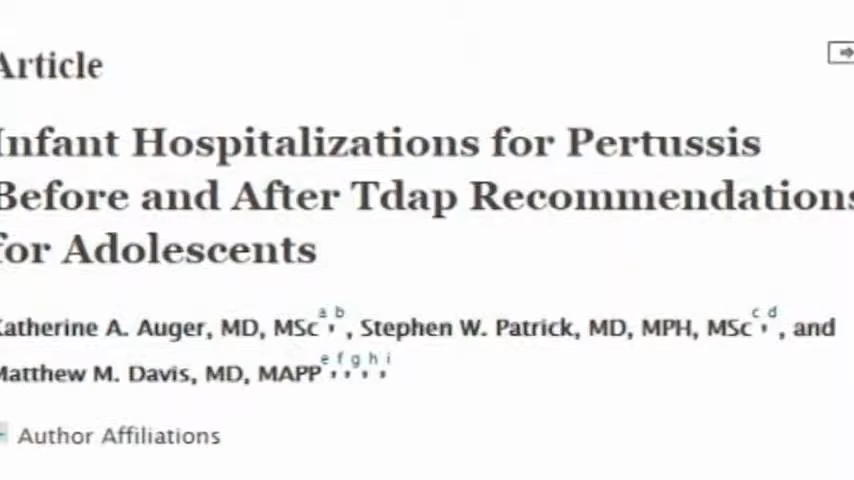 Article
Infant Hospitalizations for Pertussis
Before and After Tdap Recommendations
for Adolescents
Katherine A. Auger, MD, MSc a, b, Stephen W. Patrick, MD, MPH, MSc c, d, and
Matthew M. Davis, MD, MAPP e, f, g, h, i
+ Author Affiliations